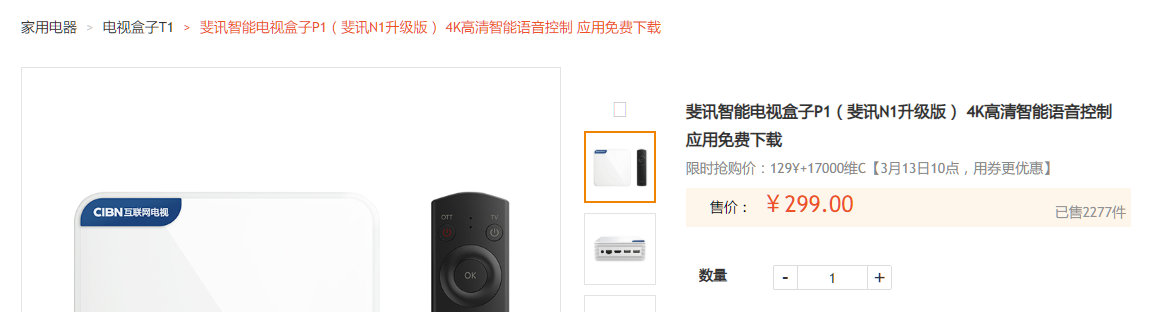 家用电器 > 电视盒子T1 > 斐讯智能电视盒子P1（斐讯N1升级版） 4K高清智能语音控制 应用免费下载
CIBN互联网电视
OTT TV
OK
斐讯智能电视盒子P1（斐讯N1升级版） 4K高清智能语音控制
应用免费下载
限时抢购价：129¥+17000维C【3月13日10点，用券更优惠】
售价： ¥299.00
已售2277件
数量 - 1 +